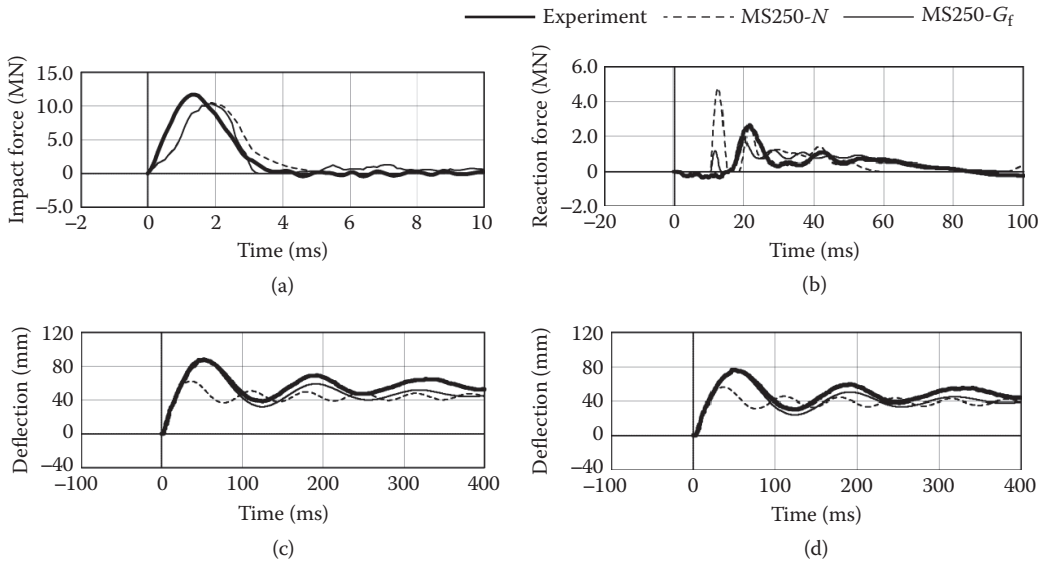 Experiment MS250-N MS250-Gf
Impact force (MN)
15.0
10.0
5.0
0
−5.0
−2 0 2 4 6 8 10
Time (ms)
(a)
Reaction force (MN)
6.0
4.0
2.0
0
−2.0
−20 0 20 40 60 80 100
Time (ms)
(b)
Deflection (mm)
120
80
40
0
−40
−100 0 100 200 300 400
Time (ms)
(c)
Deflection (mm)
120
80
40
0
−40
−100 0 100 200 300 400
Time (ms)
(d)